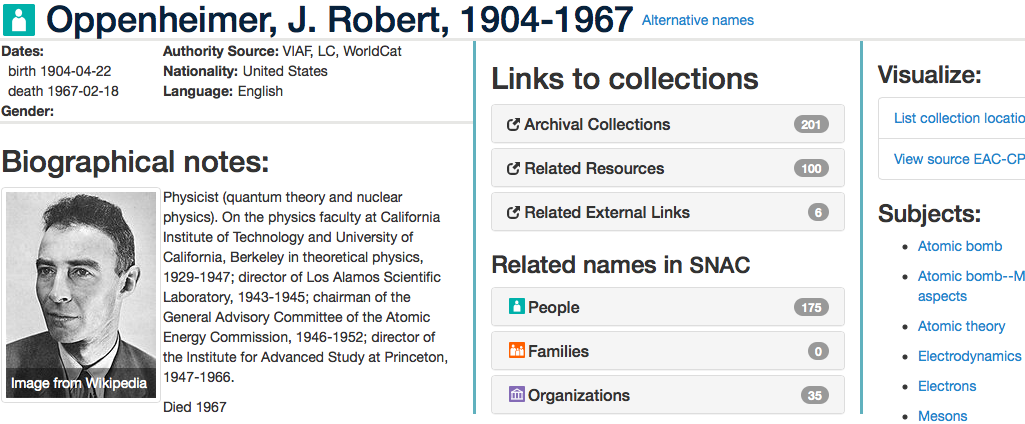 Oppenheimer, J. Robert, 1904-1967 Alternative names
Dates:
birth 1904-04-22
death 1967-02-18
Gender:
Authority Source: VIAF, LC, WorldCat
Nationality: United States
Language: English
Biographical notes:
Image from Wikipedia
Physicist (quantum theory and nuclear
physics). On the physics faculty at California
Institute of Technology and University of
California, Berkeley in theoretical physics,
1929-1947; director of Los Alamos Scientific
Laboratory, 1943-1945; chairman of the
General Advisory Committee of the Atomic
Energy Commission, 1946-1952; director of
the Institute for Advanced Study at Princeton,
1947-1966.
Died 1967
Links to collections
Archival Collections 201
Related Resources 100
Related External Links 6
Related names in SNAC
People 175
Families 0
Organizations 35
Visualize:
List collection locatio
View source EAC-CP
Subjects:
Atomic bomb
Atomic bomb--M
aspects
Atomic theory
Electrodynamics
Electrons
Mesons